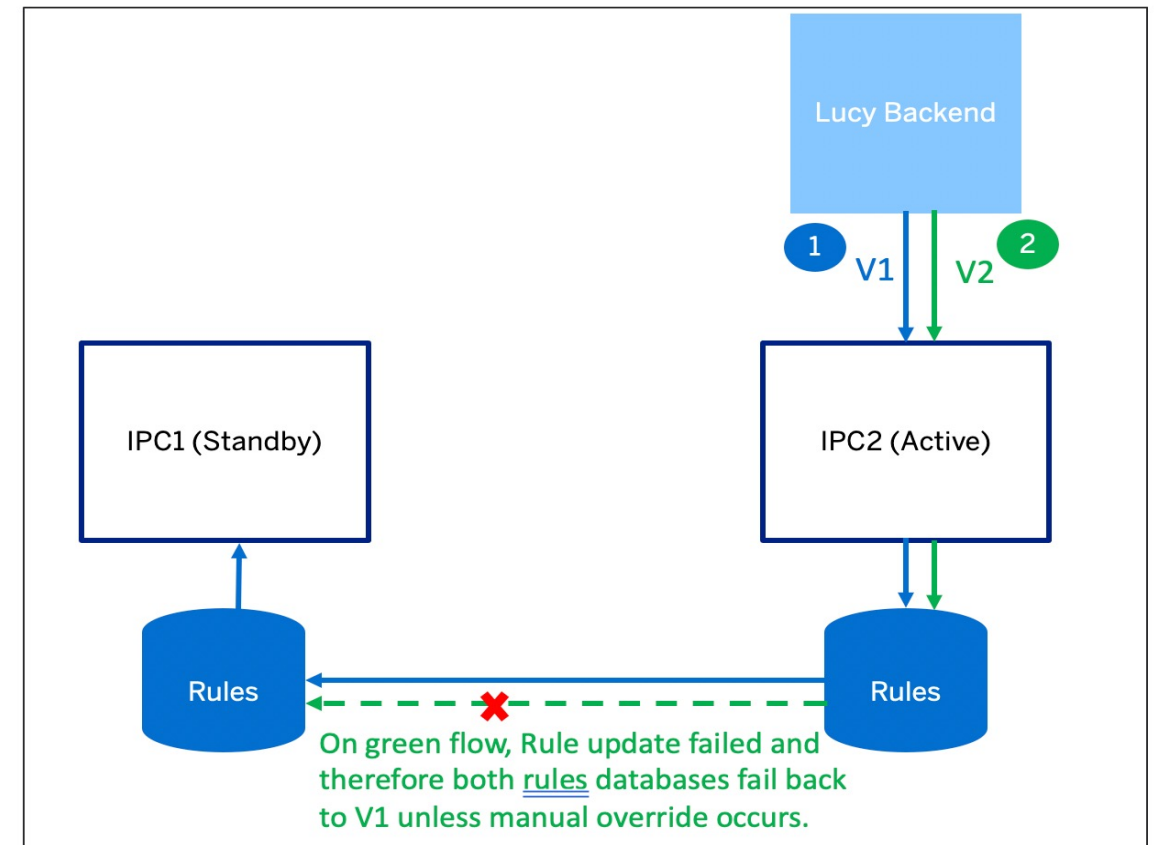 Lucy Backend
1
2
V1
V2
IPC1 (Standby)
IPC2 (Active)
Rules
Rules
On green flow, Rule update failed and
therefore both rules databases fail back
to V1 unless manual override occurs.